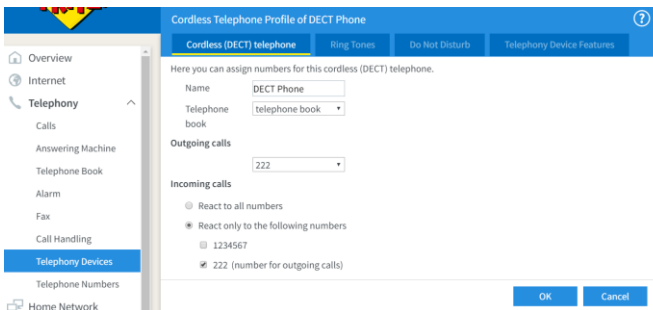 Cordless Telephone Profile of DECT Phone
?
Cordless (DECT) telephone
Ring Tones
Do Not Disturb
Telephony Device Features
Overview
Internet
Telephony
Calls
Answering Machine
Telephone Book
Alarm
Fax
Call Handling
Telephony Devices
Telephone Numbers
Home Network
Here you can assign numbers for this cordless (DECT) telephone.
Name DECT Phone
Telephone telephone book
book
Outgoing calls
222
Incoming calls
React to all numbers
React only to the following numbers
1234567
222 (number for outgoing calls)
OK Cancel